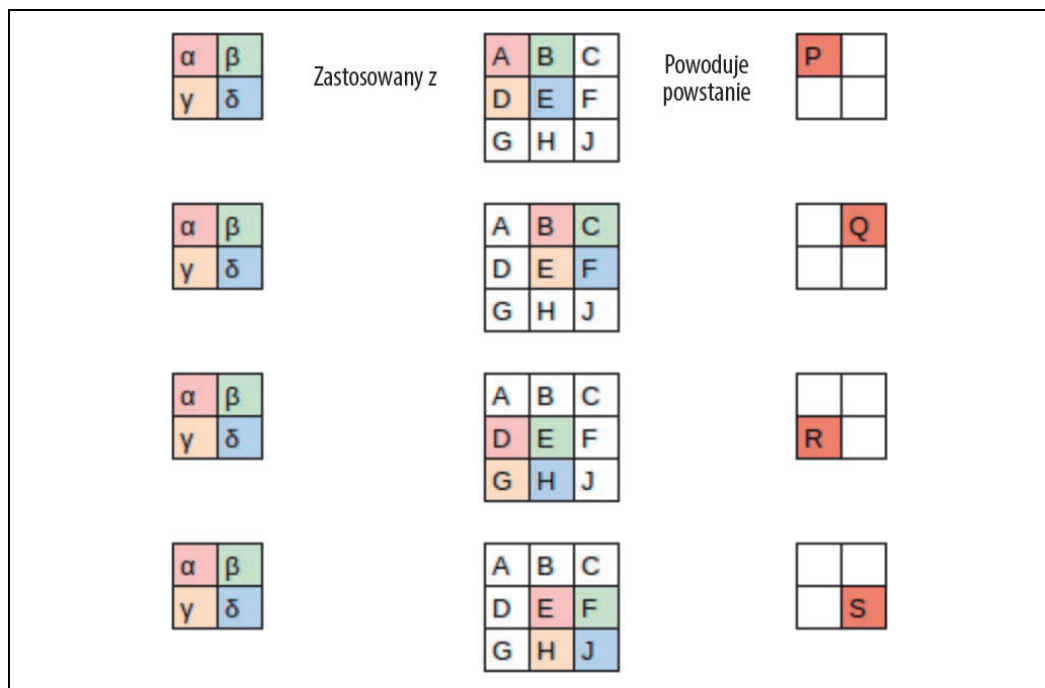 α β
γ δ
Zastosowany z
A B C
D E F
G H J
Powoduje
powstanie
P
α β
γ δ
A B C
D E F
G H J
Q
α β
γ δ
A B C
D E F
G H J
R
α β
γ δ
A B C
D E F
G H J
S